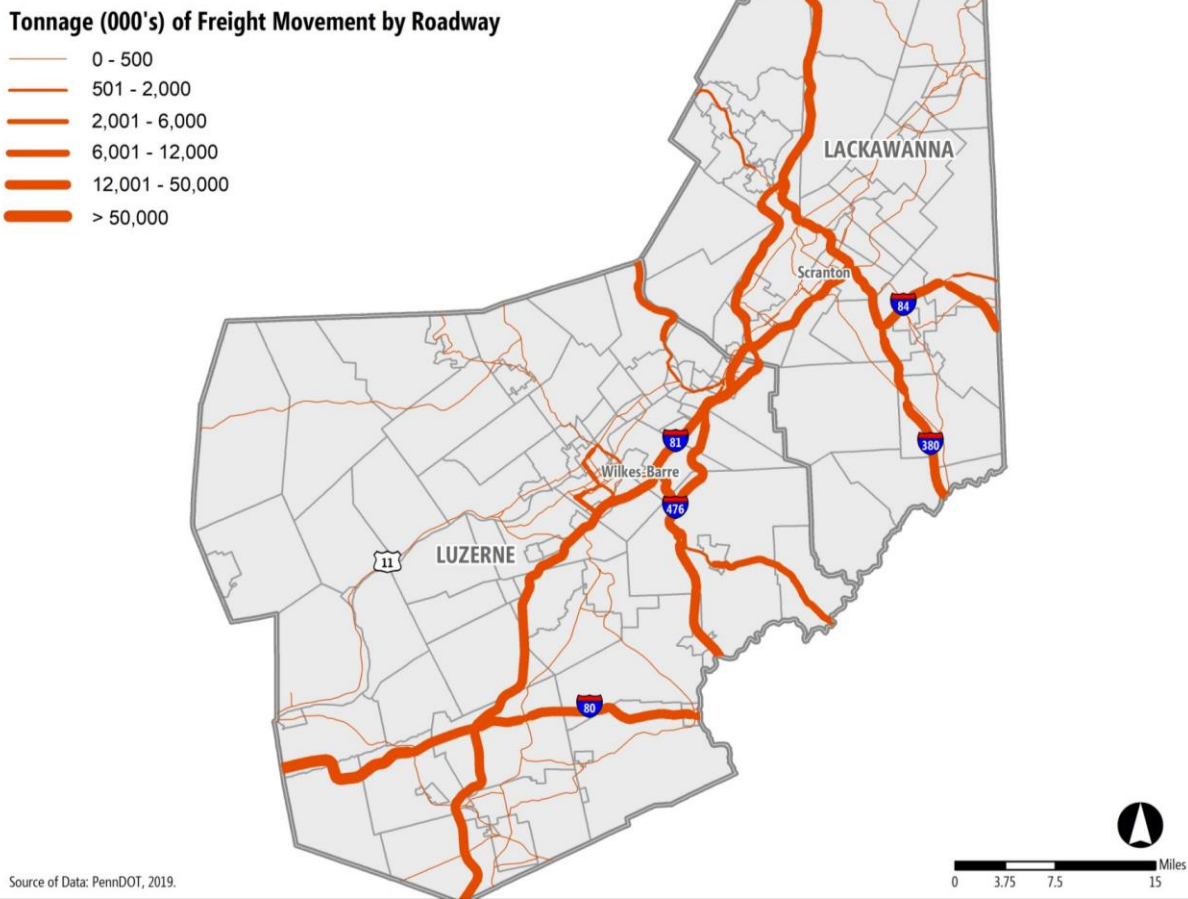 Tonnage (000's) of Freight Movement by Roadway
0 - 500
501 - 2,000
2,001 - 6,000
6,001 - 12,000
12,001 - 50,000
> 50,000
LACKAWANNA
Scranton
84
81
380
Wilkes-Barre
476
LUZERNE
11
80
Miles
0 3.75 7.5 15
Source of Data: PennDOT, 2019.